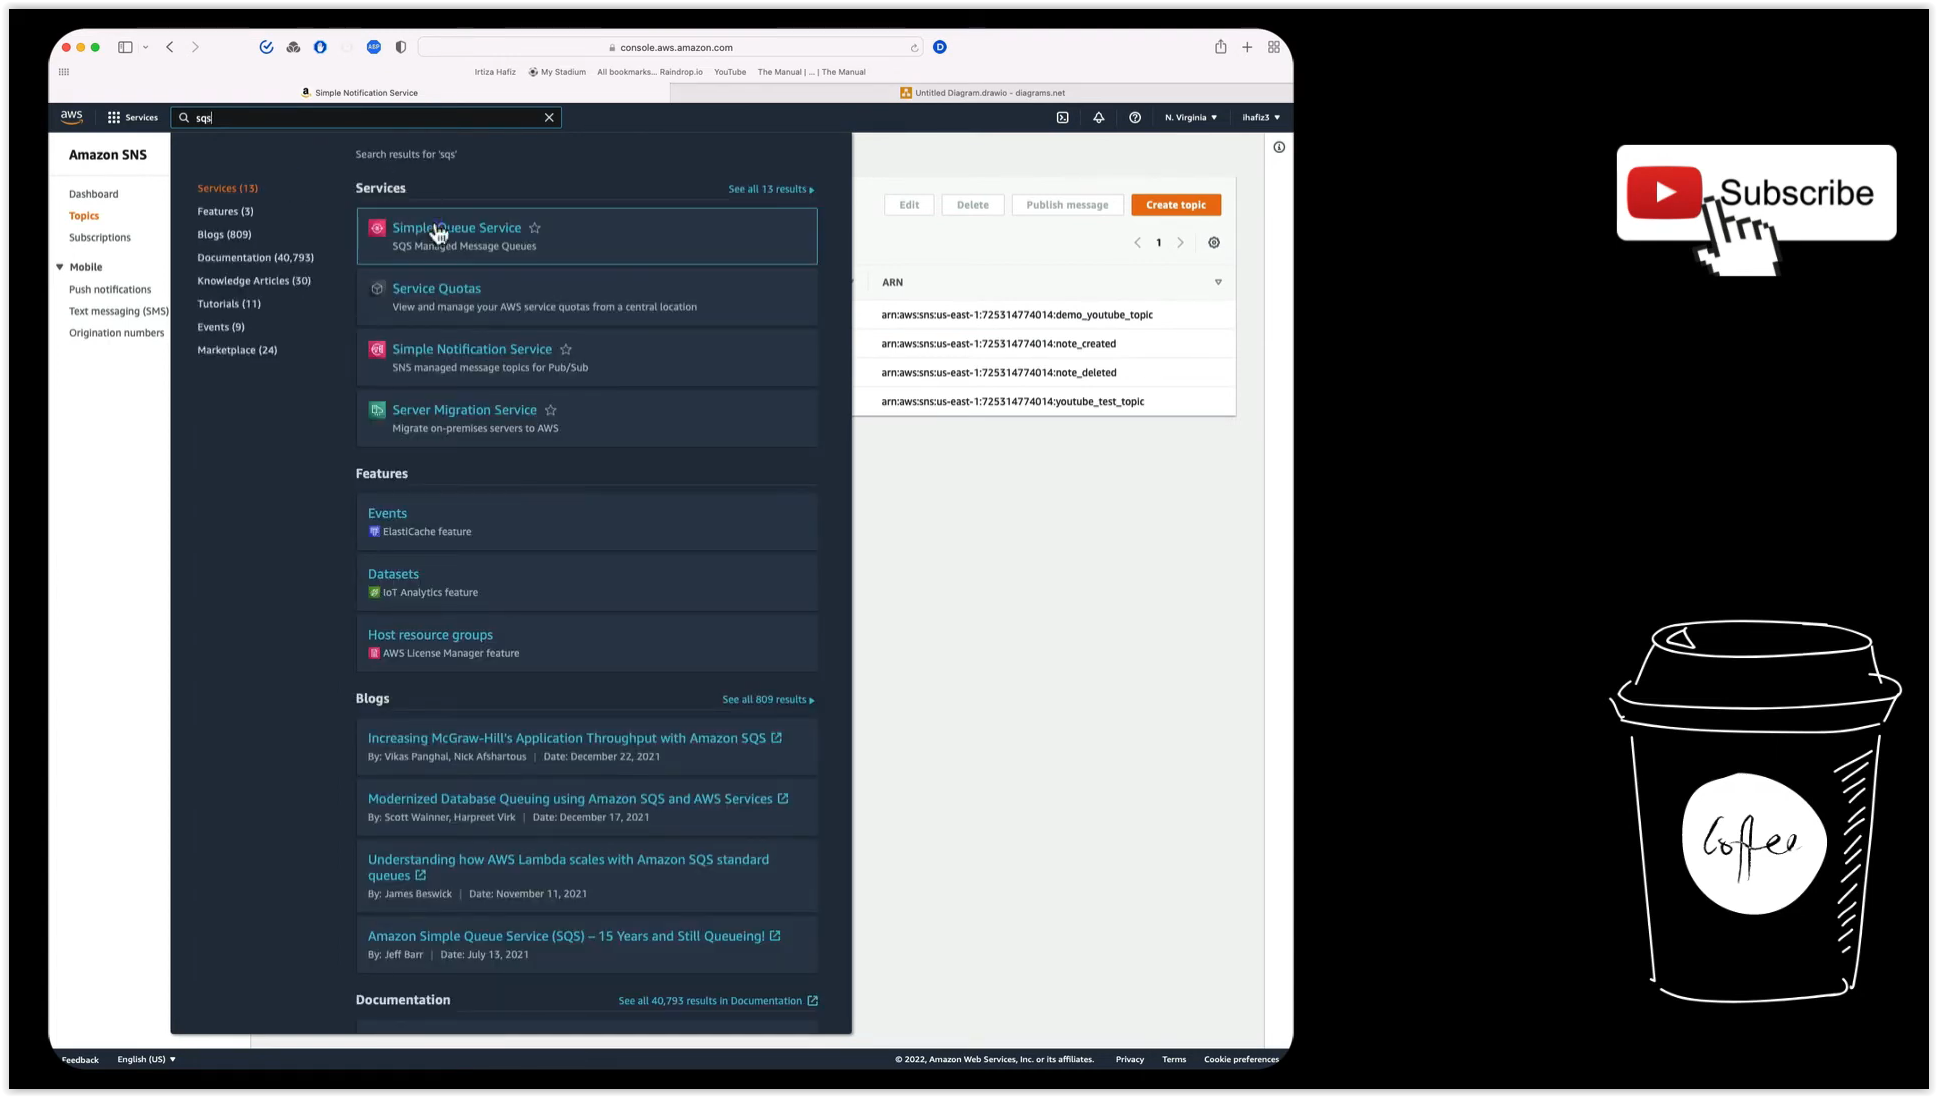 console.aws.amazon.com
Irtiza Hafiz
My Stadium
All bookmarks... Raindrop.io
YouTube
The Manual | ... | The Manual
Simple Notification Service
Untitled Diagram.drawio - diagrams.net
aws
Services
sqs
N. Virginia
ihafiz3
Amazon SNS
Dashboard
Topics
Subscriptions
Mobile
Push notifications
Text messaging (SMS)
Origination numbers
Services (13)
Features (3)
Blogs (809)
Documentation (40,793)
Knowledge Articles (30)
Tutorials (11)
Events (9)
Marketplace (24)
Search results for 'sqs'
Services
See all 13 results
Simple Queue Service
SQS Managed Message Queues
Service Quotas
View and manage your AWS service quotas from a central location
Simple Notification Service
SNS managed message topics for Pub/Sub
Server Migration Service
Migrate on-premises servers to AWS
Features
Events
ElastiCache feature
Datasets
IoT Analytics feature
Host resource groups
AWS License Manager feature
Blogs
See all 809 results
Increasing McGraw-Hill's Application Throughput with Amazon SQS
By: Vikas Panghal, Nick Afshartous | Date: December 22, 2021
Modernized Database Queuing using Amazon SQS and AWS Services
By: Scott Wainner, Harpreet Virk | Date: December 17, 2021
Understanding how AWS Lambda scales with Amazon SQS standard
queues
By: James Beswick | Date: November 11, 2021
Amazon Simple Queue Service (SQS) – 15 Years and Still Queueing!
By: Jeff Barr | Date: July 13, 2021
Documentation
See all 40,793 results in Documentation
Edit
Delete
Publish message
Create topic
1
ARN
arn:aws:sns:us-east-1:725314774014:demo_youtube_topic
arn:aws:sns:us-east-1:725314774014:note_created
arn:aws:sns:us-east-1:725314774014:note_deleted
arn:aws:sns:us-east-1:725314774014:youtube_test_topic
Feedback
English (US)
© 2022, Amazon Web Services, Inc. or its affiliates.
Privacy
Terms
Cookie preferences
Subscribe
Coffee
ABP
D